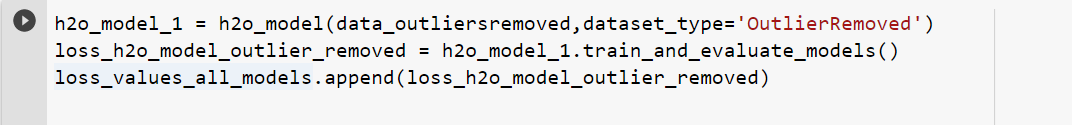 h2o_model_1 = h2o_model(data_outliersremoved,dataset_type='OutlierRemoved')
loss_h2o_model_outlier_removed = h2o_model_1.train_and_evaluate_models()
loss_values_all_models.append(loss_h2o_model_outlier_removed)